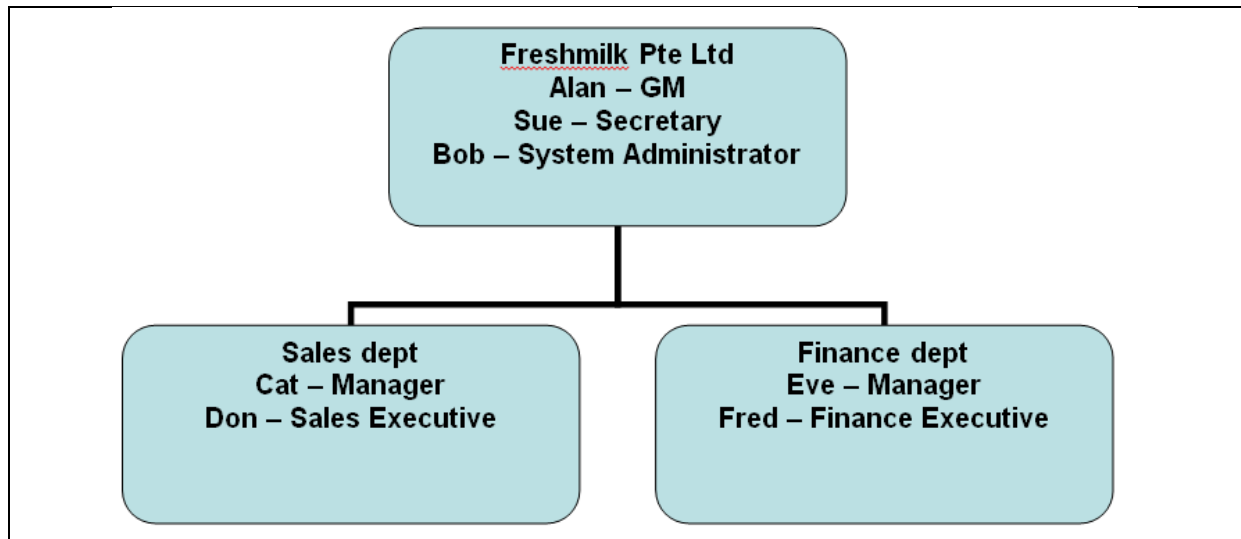 Freshmilk Pte Ltd
Alan – GM
Sue – Secretary
Bob – System Administrator
Sales dept
Cat – Manager
Don – Sales Executive
Finance dept
Eve – Manager
Fred – Finance Executive